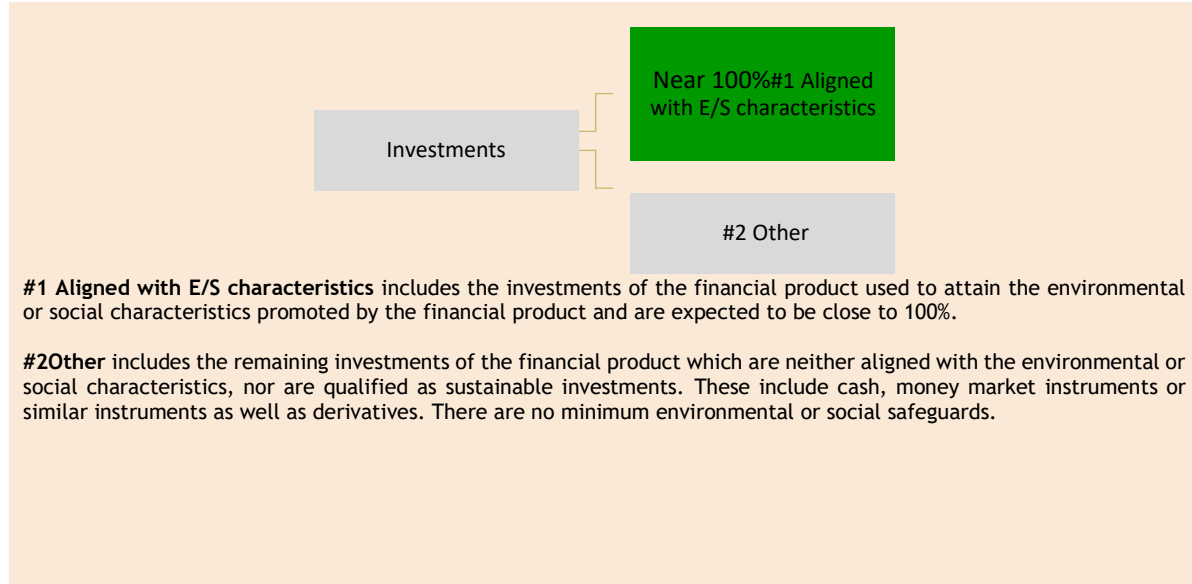 Near 100%#1 Aligned
with E/S characteristics
Investments
#2 Other
#1 Aligned with E/S characteristics includes the investments of the financial product used to attain the environmental
or social characteristics promoted by the financial product and are expected to be close to 100%.
#2Other includes the remaining investments of the financial product which are neither aligned with the environmental or
social characteristics, nor are qualified as sustainable investments. These include cash, money market instruments or
similar instruments as well as derivatives. There are no minimum environmental or social safeguards.